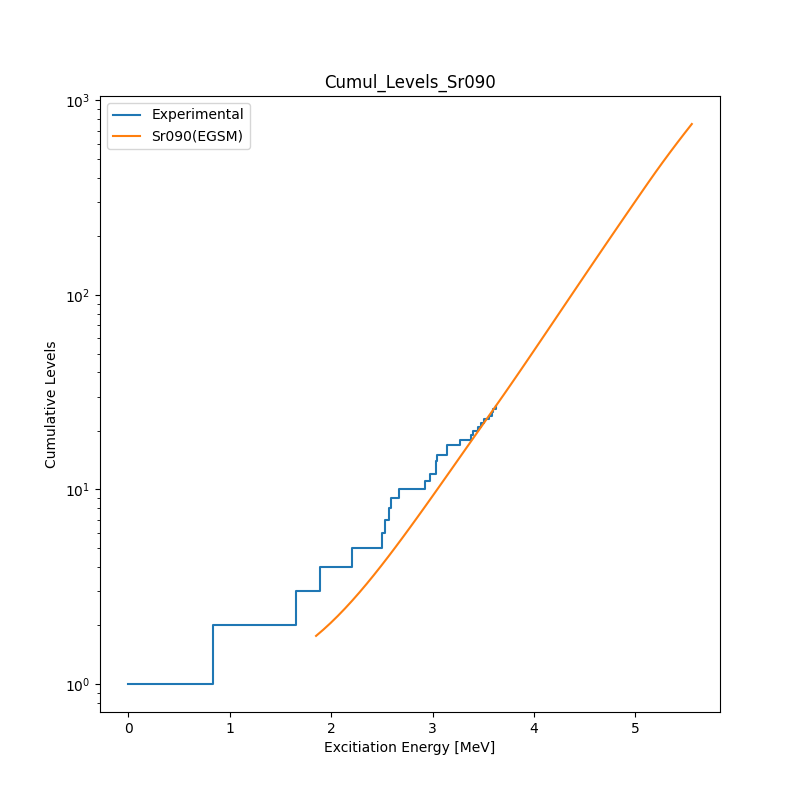 Cumul_Levels_Sr090
Experimental
Sr090(EGSM)
10³
10²
10¹
10⁰
Cumulative Levels
0 1 2 3 4 5
Excitiation Energy [MeV]